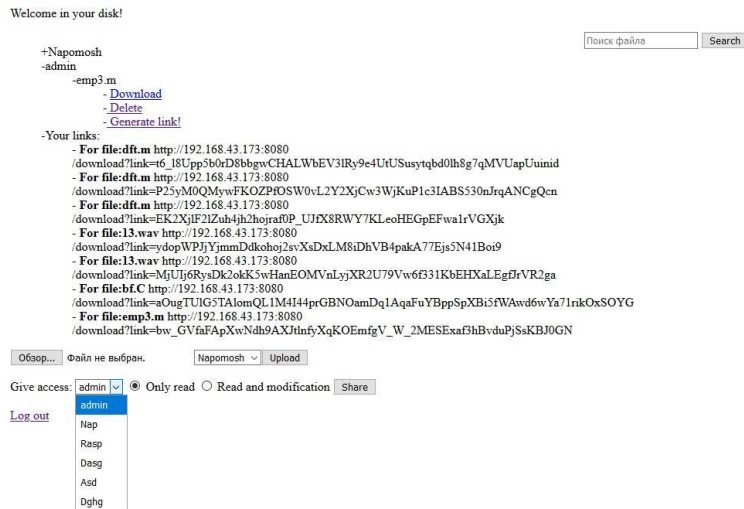 Welcome in your disk!
Поиск файла Search
+Napomosh
-admin
-emp3.m
- Download
- Delete
- Generate link!
-Your links:
- For file:dft.m http://192.168.43.173:8080
/download?link=t6_l8Upp5b0rD8bbgwCHALWbEV3lRy9e4UtUSusytqbd0lh8g7qMVUapUuinid
- For file:dft.m http://192.168.43.173:8080
/download?link=P25yM0QMywFKOZPfOSW0vL2Y2XjCw3WjKuP1c3IABS530nJrqANCgQcn
- For file:dft.m http://192.168.43.173:8080
/download?link=EK2XjlF2lZuh4jh2hojraf0P_UJfX8RWY7KLeoHEGpEFwa1rVGXjk
- For file:13.wav http://192.168.43.173:8080
/download?link=ydopWPJjYjmmDdkohoj2svXsDxLM8iDhVB4pakA77Ejs5N41Boi9
- For file:13.wav http://192.168.43.173:8080
/download?link=MjUIj6RysDk2okK5wHanEOMVnLyjXR2U79Vw6f331KbEHXaLEgfJrVR2ga
- For file:bf.C http://192.168.43.173:8080
/download?link=aOugTUlG5TAlomQL1M4I44prGBNOamDq1AqaFuYBppSpXBi5fWAwd6wYa71rikOxSOYG
- For file:emp3.m http://192.168.43.173:8080
/download?link=bw_GVfaFApXwNdh9AXJtlnfyXqKOEmfgV_W_2MESExaf3hBvduPjSsKBJ0GN
Обзор... Файл не выбран. Napomosh Upload
Give access: admin Only read Read and modification Share
admin
Log out
Nap
Rasp
Dasg
Asd
Dghg